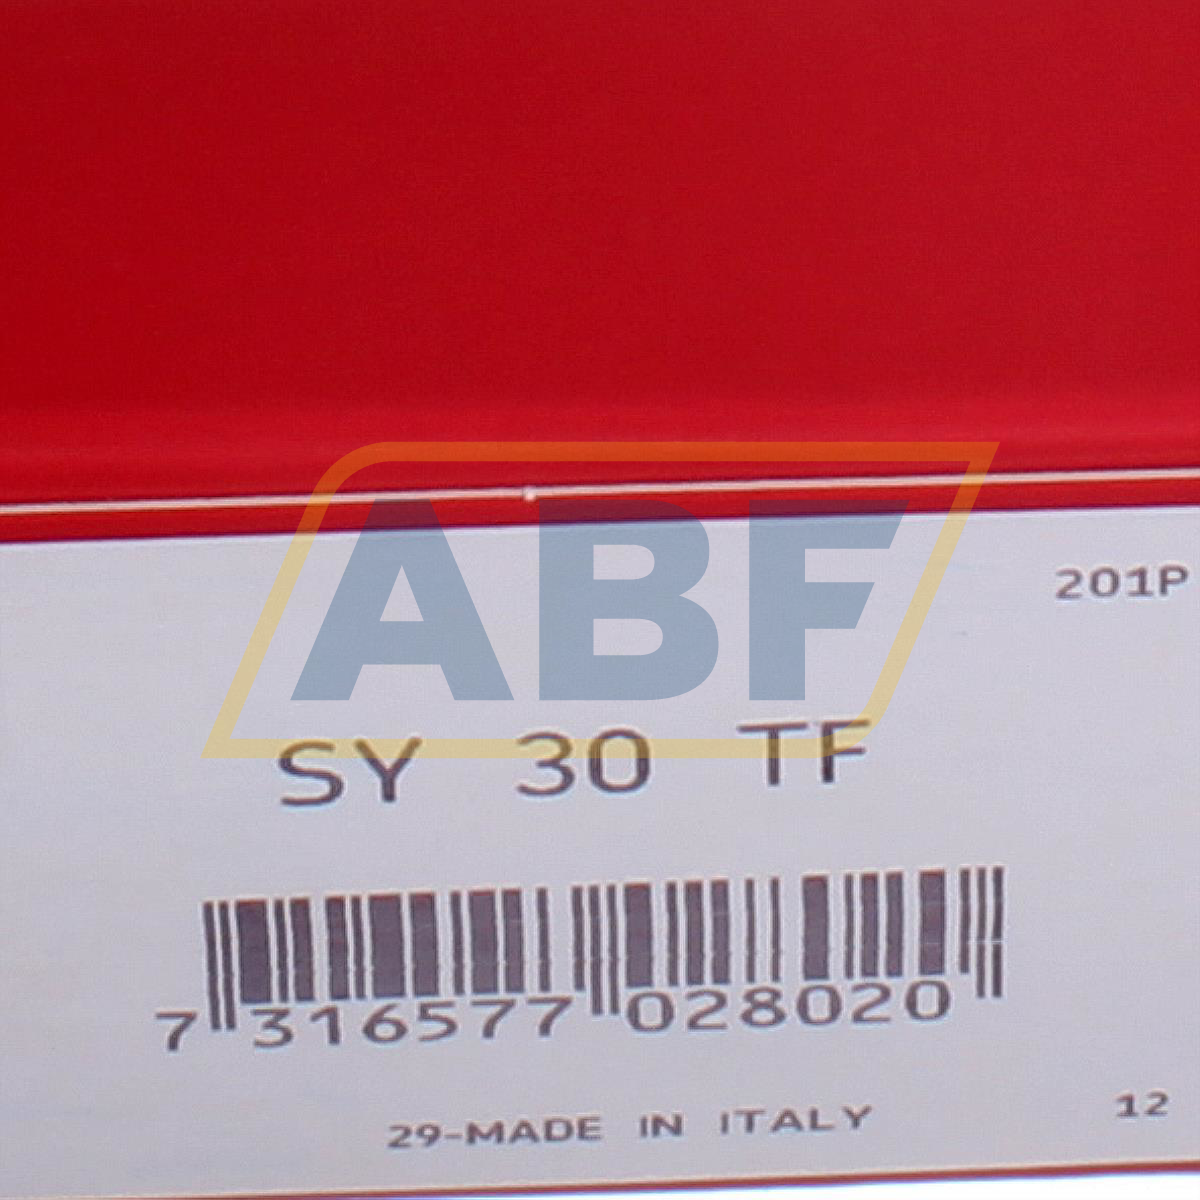 ABF
201P
SY 30 TF
7 316577 028020
29-MADE IN ITALY
12